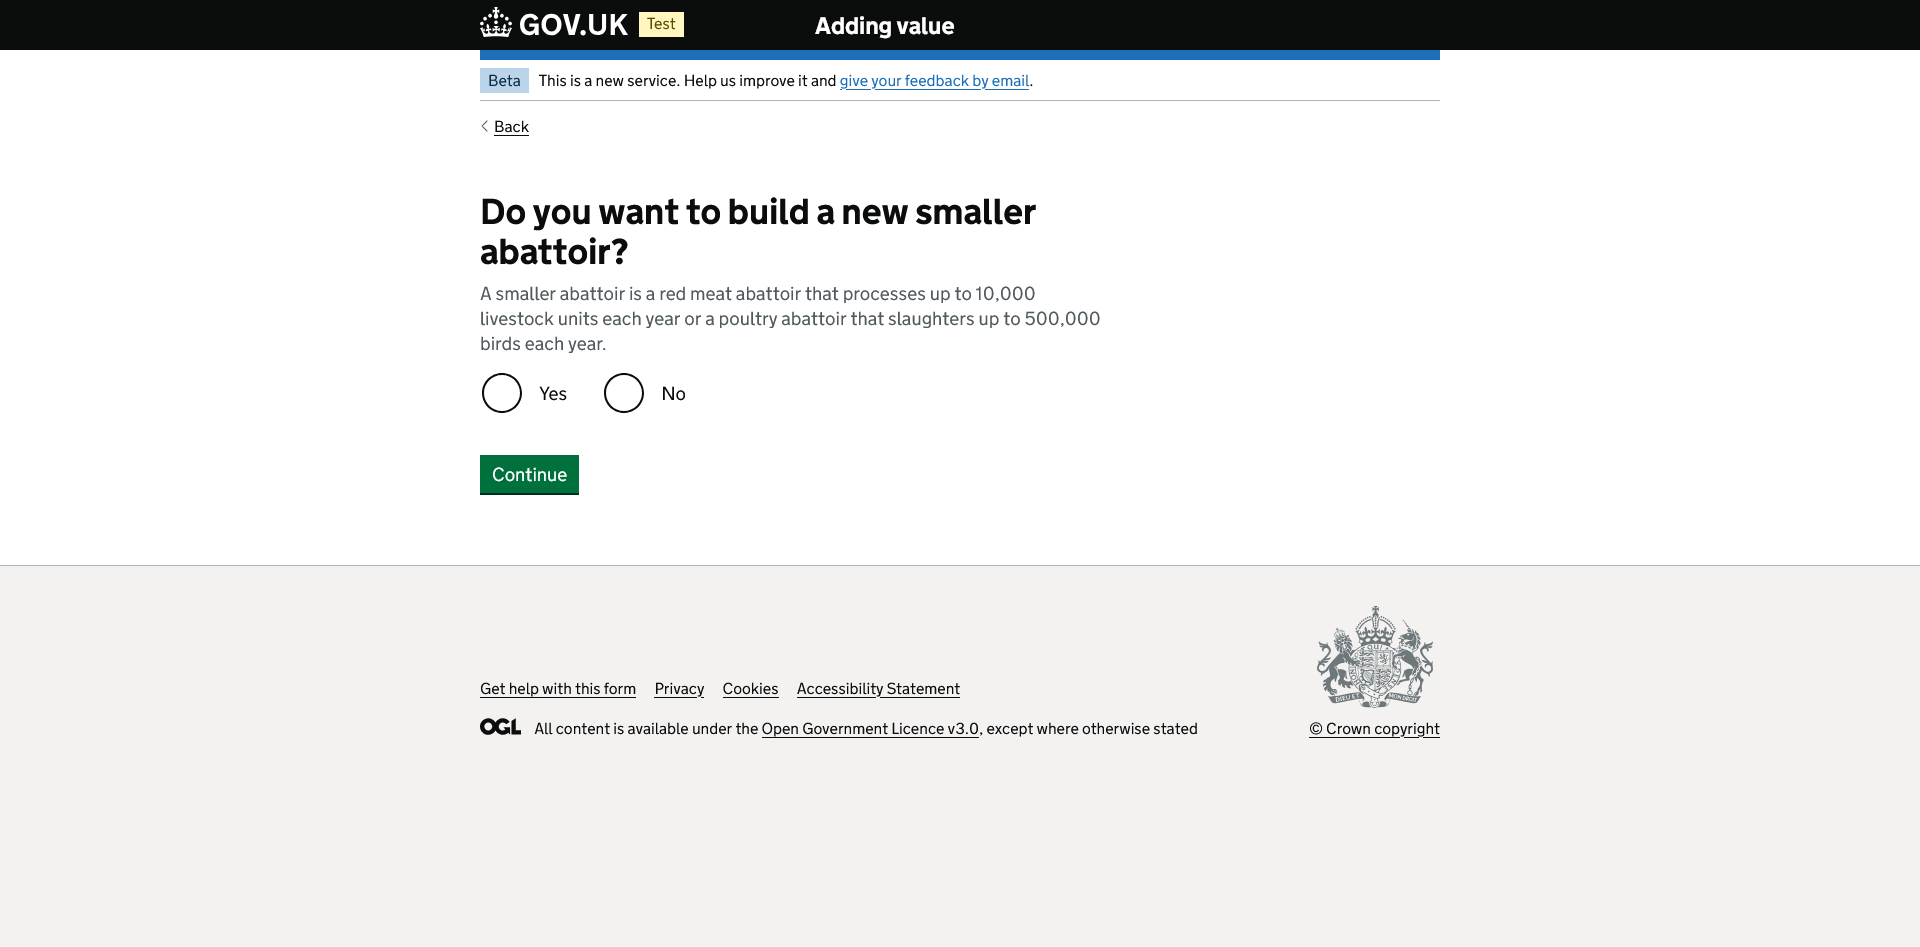 GOV.UK Test Adding value
Beta This is a new service. Help us improve it and give your feedback by email.
Back
Do you want to build a new smaller
abattoir?
A smaller abattoir is a red meat abattoir that processes up to 10,000
livestock units each year or a poultry abattoir that slaughters up to 500,000
birds each year.
Yes No
Continue
Get help with this form Privacy Cookies Accessibility Statement
OGL All content is available under the Open Government Licence v3.0, except where otherwise stated
© Crown copyright